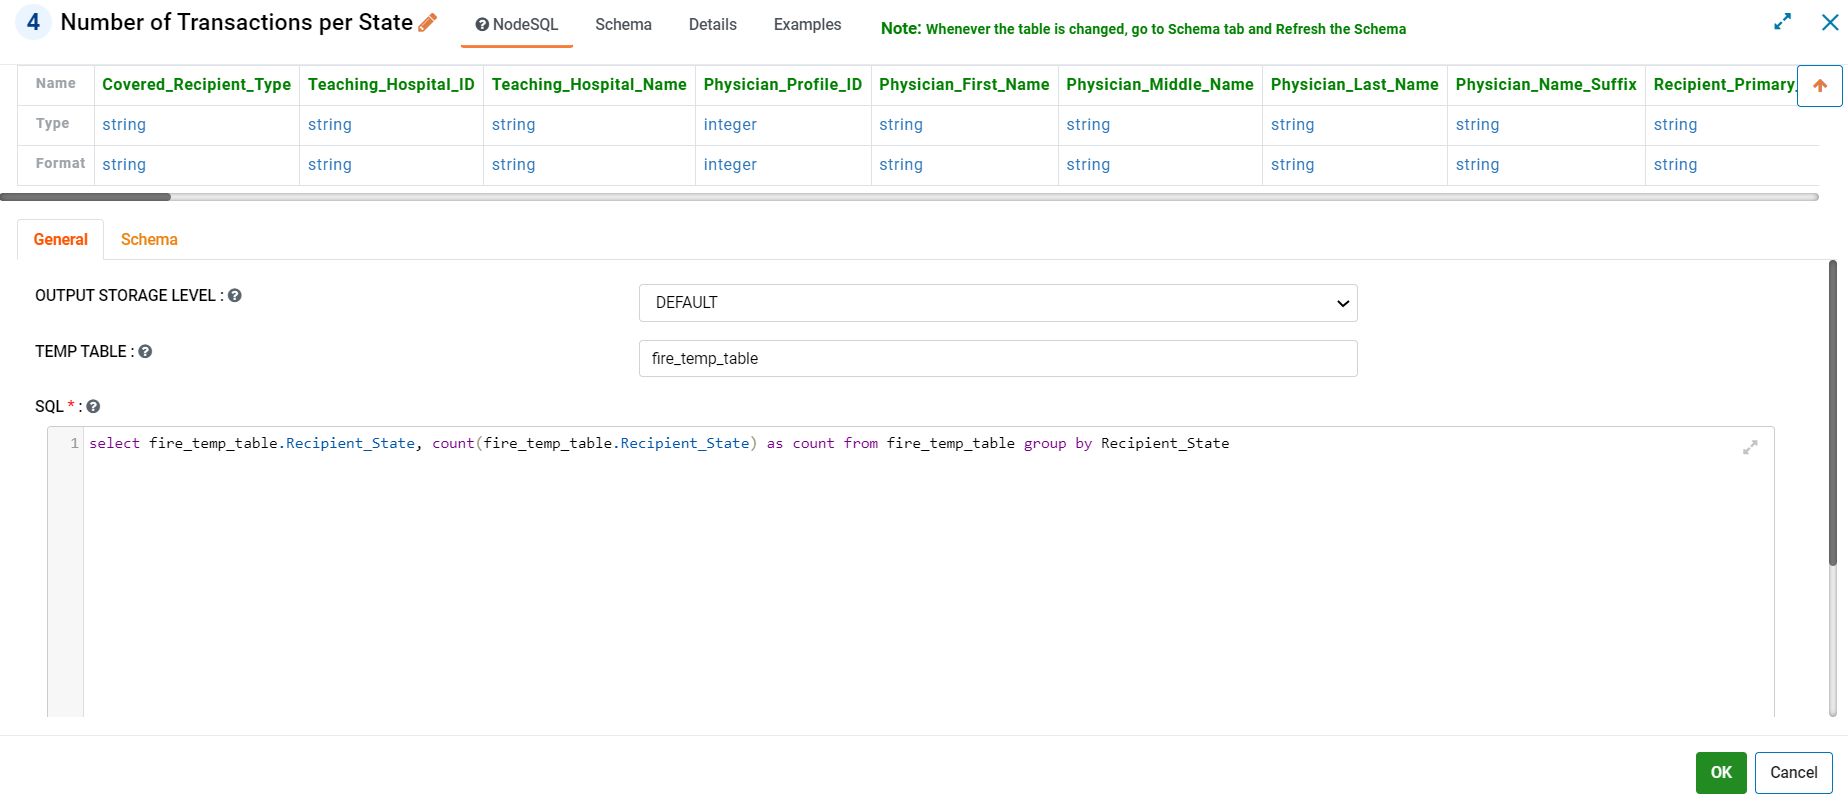 4 Number of Transactions per State NodeSQL Schema Details Examples Note: Whenever the table is changed, go to Schema tab and Refresh the Schema
Name Covered_Recipient_Type Teaching_Hospital_ID Teaching_Hospital_Name Physician_Profile_ID Physician_First_Name Physician_Middle_Name Physician_Last_Name Physician_Name_Suffix Recipient_Primary_
Type string string string integer string string string string string
Format string string string integer string string string string string
General Schema
OUTPUT STORAGE LEVEL : DEFAULT
TEMP TABLE : fire_temp_table
SQL * :
1 select fire_temp_table.Recipient_State, count(fire_temp_table.Recipient_State) as count from fire_temp_table group by Recipient_State
OK Cancel